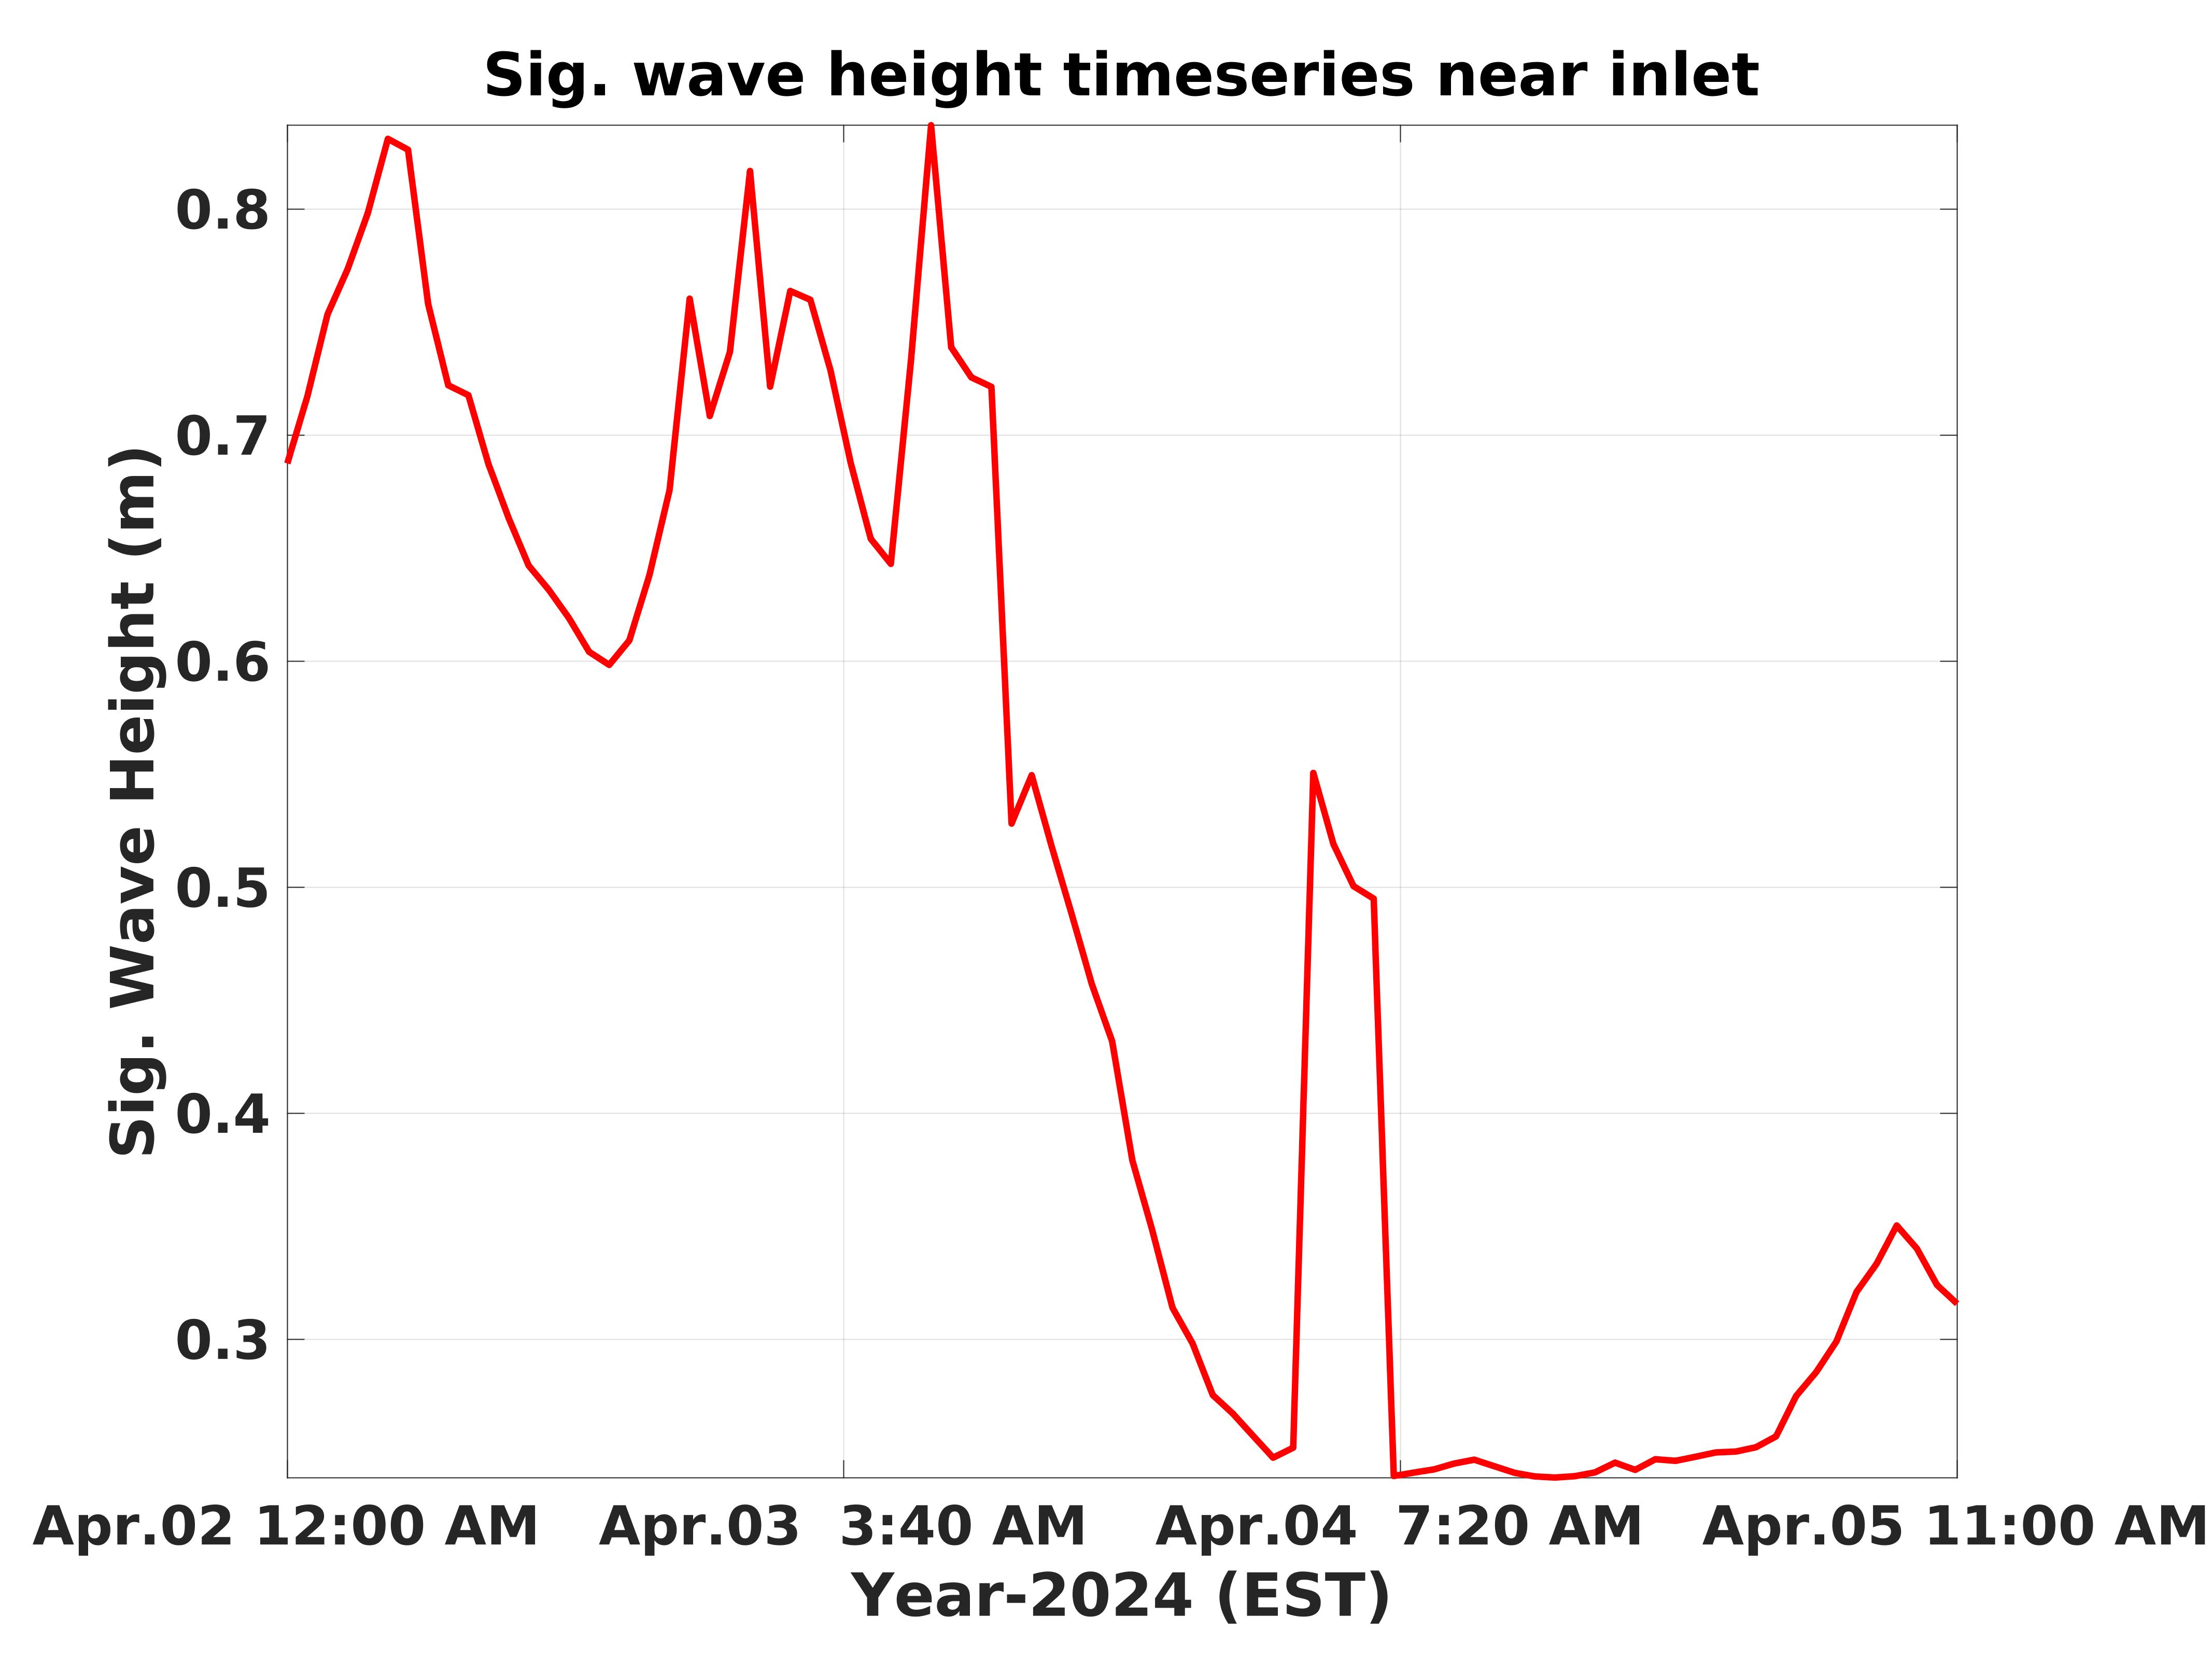 Sig. wave height timeseries near inlet
Sig. Wave Height (m)
0.8
0.7
0.6
0.5
0.4
0.3
Apr.02 12:00 AM Apr.03 3:40 AM Apr.04 7:20 AM Apr.05 11:00 AM
Year-2024 (EST)